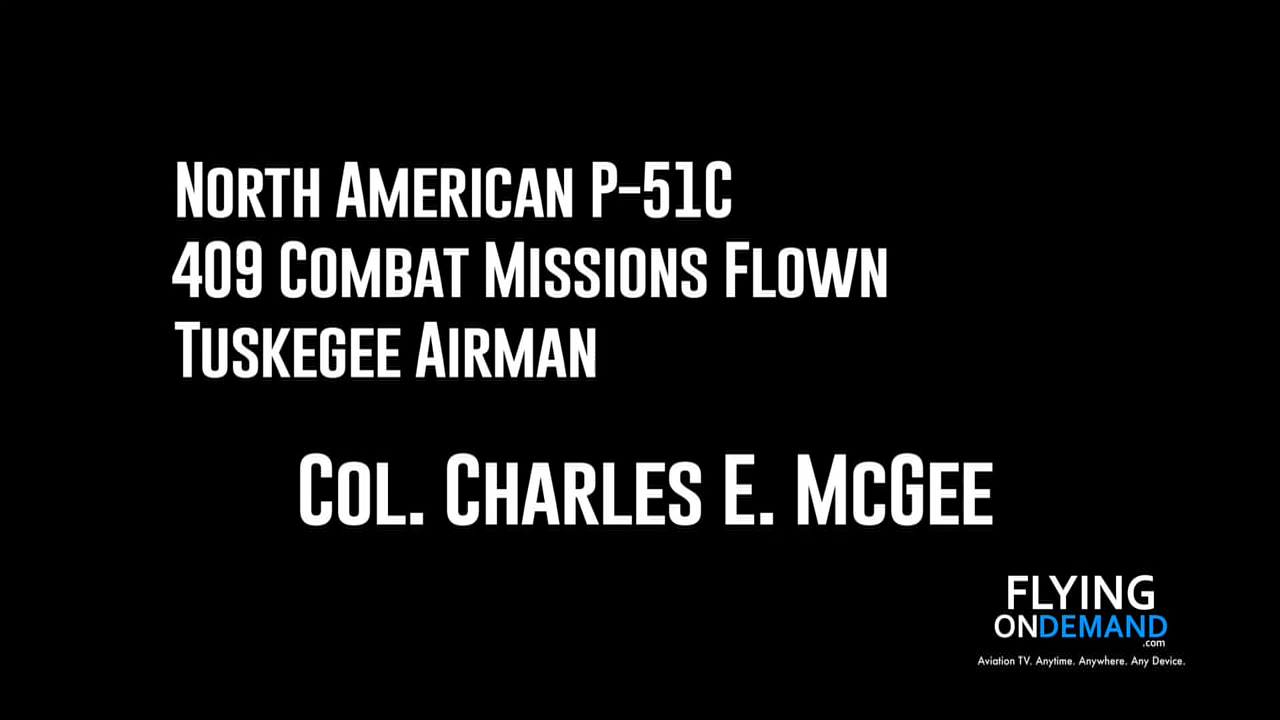 North American P-51C
409 Combat Missions Flown
Tuskegee Airman
Col. Charles E. McGee
FLYING
ONDEMAND
.com
Aviation TV. Anytime. Anywhere. Any Device.